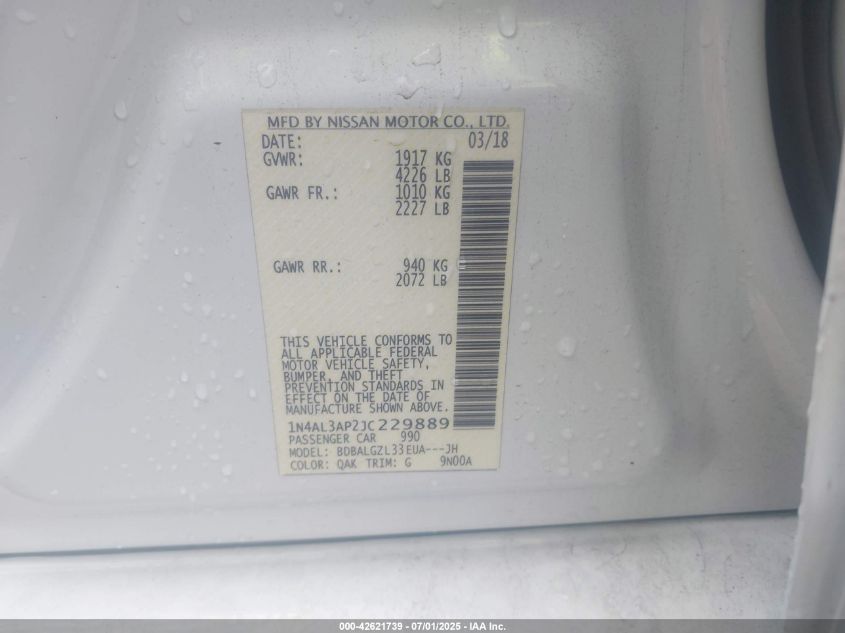 MFD BY NISSAN MOTOR CO., LTD.
DATE: 03/18
GVWR: 1917 KG
4226 LB
GAWR FR.: 1010 KG
2227 LB
GAWR RR.: 940 KG
2072 LB
THIS VEHICLE CONFORMS TO
ALL APPLICABLE FEDERAL
MOTOR VEHICLE SAFETY,
BUMPER, AND THEFT
PREVENTION STANDARDS IN
EFFECT ON THE DATE OF
MANUFACTURE SHOWN ABOVE.
1N4AL3AP2JC229889
PASSENGER CAR 990
MODEL: BDBALGZL33EUA---JH
COLOR: QAK TRIM: G 9N00A
000-42621739 - 07/01/2025 - IAA Inc.